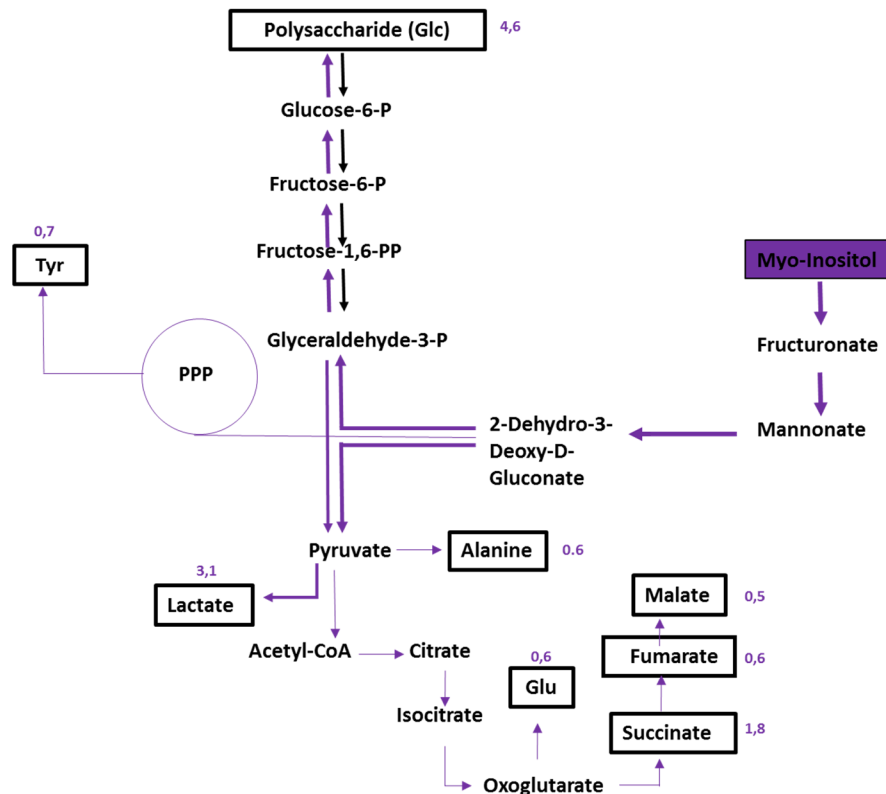 Polysaccharide (Glc)
4,6
Glucose-6-P
Fructose-6-P
Fructose-1,6-PP
Glyceraldehyde-3-P
0,7
Tyr
PPP
Myo-Inositol
Fructuronate
Mannonate
2-Dehydro-3-
Deoxy-D-
Gluconate
Pyruvate
Alanine
0.6
3,1
Lactate
Acetyl-CoA
Citrate
Isocitrate
Oxoglutarate
0,6
Glu
Malate
0,5
Fumarate
0,6
Succinate
1,8